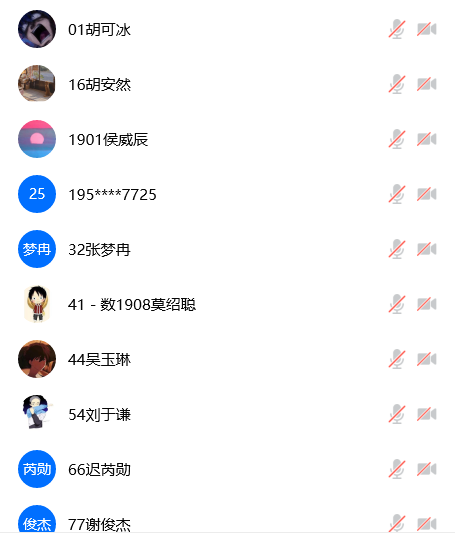 01胡可冰
16胡安然
1901侯威辰
25 195****7725
梦冉 32张梦冉
41 - 数1908莫绍聪
44吴玉琳
54刘于谦
芮勋 66迟芮勋
俊杰 77谢俊杰